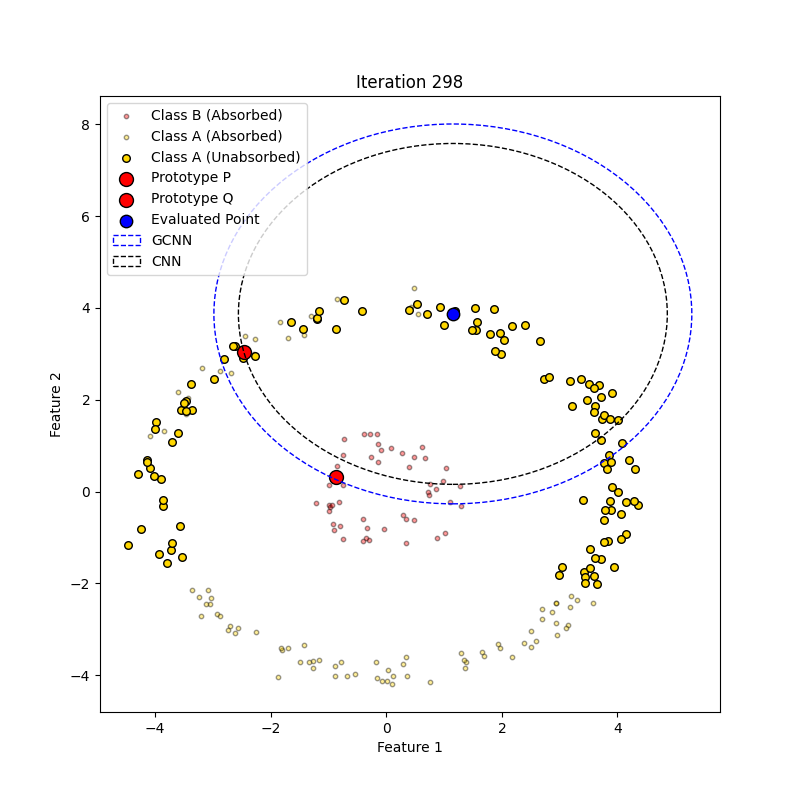 Iteration 298
Class B (Absorbed)
Class A (Absorbed)
Class A (Unabsorbed)
Prototype P
Prototype Q
Evaluated Point
GCNN
CNN
8
6
4
2
0
−2
−4
Feature 2
−4 −2 0 2 4
Feature 1